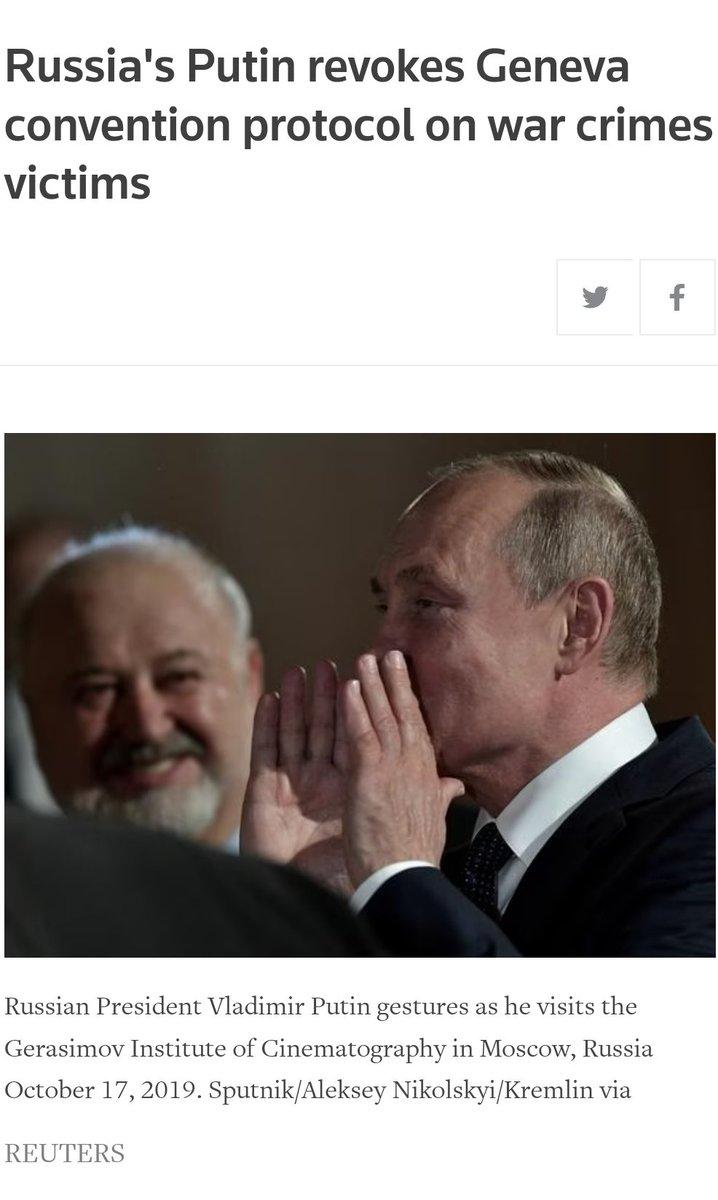 Russia's Putin revokes Geneva
convention protocol on war crimes
victims
Russian President Vladimir Putin gestures as he visits the
Gerasimov Institute of Cinematography in Moscow, Russia
October 17, 2019. Sputnik/Aleksey Nikolskyi/Kremlin via
REUTERS